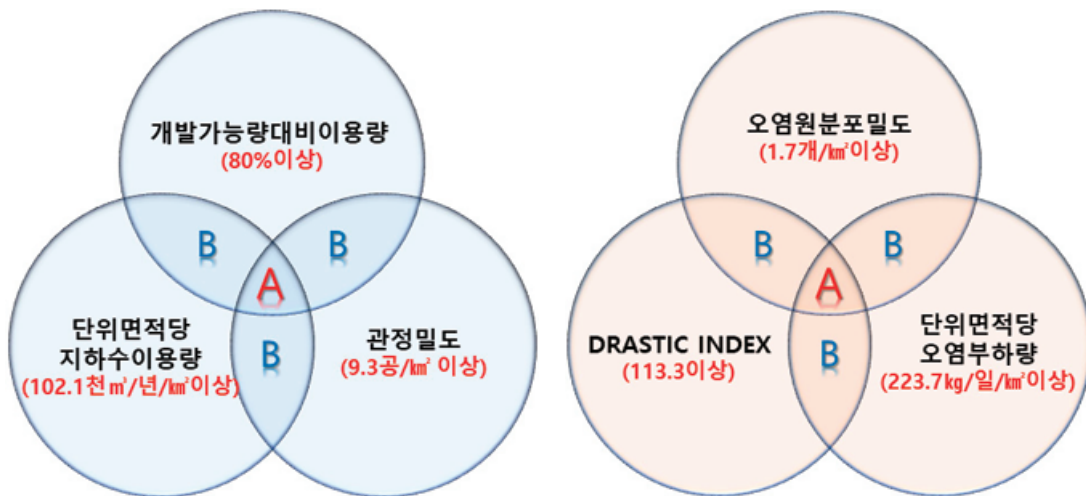 개발가능량대비이용량
(80%이상)
B
B
A
단위면적당
지하수이용량
(102.1천㎥/년/㎢이상)
B
관정밀도
(9.3공/㎢ 이상)
오염원분포밀도
(1.7개/㎢이상)
B
B
A
DRASTIC INDEX
(113.3이상)
B
단위면적당
오염부하량
(223.7kg/일/㎢이상)